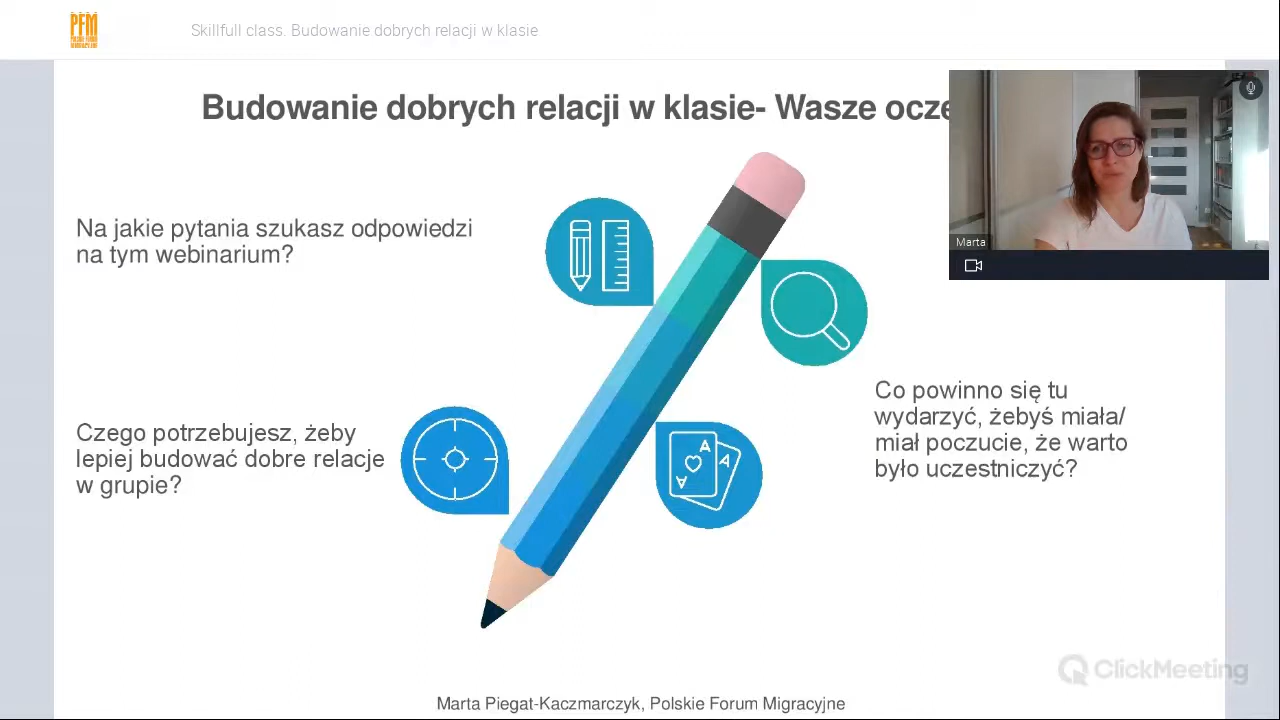 PFM
Skillfull class. Budowanie dobrych relacji w klasie
Budowanie dobrych relacji w klasie- Wasze ocze
Marta
Na jakie pytania szukasz odpowiedzi
na tym webinarium?
A
A
A
Czego potrzebujesz, żeby
lepiej budować dobre relacje
w grupie?
Co powinno się tu
wydarzyć, żebyś miała/
miał poczucie, że warto
było uczestniczyć?
ClickMeeting
Marta Piegat-Kaczmarczyk, Polskie Forum Migracyjne